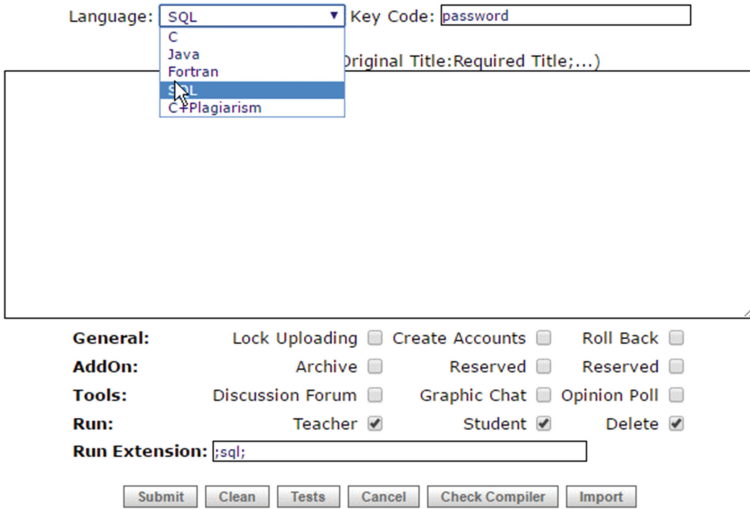 Language: SQL Key Code: password
C
Java
Original Title:Required Title;...)
Fortran
SQL
C+Plagiarism
General: Lock Uploading Create Accounts Roll Back
AddOn: Archive Reserved Reserved
Tools: Discussion Forum Graphic Chat Opinion Poll
Run: Teacher Student Delete
Run Extension: ;sql;
Submit Clean Tests Cancel Check Compiler Import